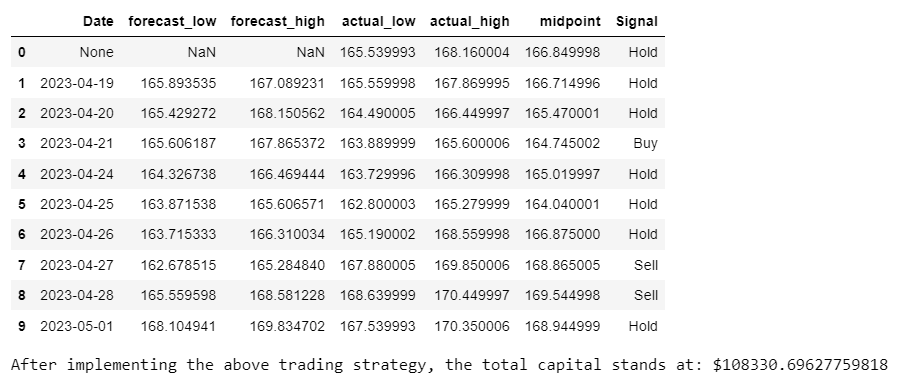 Date forecast_low forecast_high actual_low actual_high midpoint Signal
0 None NaN NaN 165.539993 168.160004 166.849998 Hold
1 2023-04-19 165.893535 167.089231 165.559998 167.869995 166.714996 Hold
2 2023-04-20 165.429272 168.150562 164.490005 166.449997 165.470001 Hold
3 2023-04-21 165.606187 167.865372 163.889999 165.600006 164.745002 Buy
4 2023-04-24 164.326738 166.469444 163.729996 166.309998 165.019997 Hold
5 2023-04-25 163.871538 165.606571 162.800003 165.279999 164.040001 Hold
6 2023-04-26 163.715333 166.310034 165.190002 168.559998 166.875000 Hold
7 2023-04-27 162.678515 165.284840 167.880005 169.850006 168.865005 Sell
8 2023-04-28 165.559598 168.581228 168.639999 170.449997 169.544998 Sell
9 2023-05-01 168.104941 169.834702 167.539993 170.350006 168.944999 Hold
After implementing the above trading strategy, the total capital stands at: $108330.69627759818